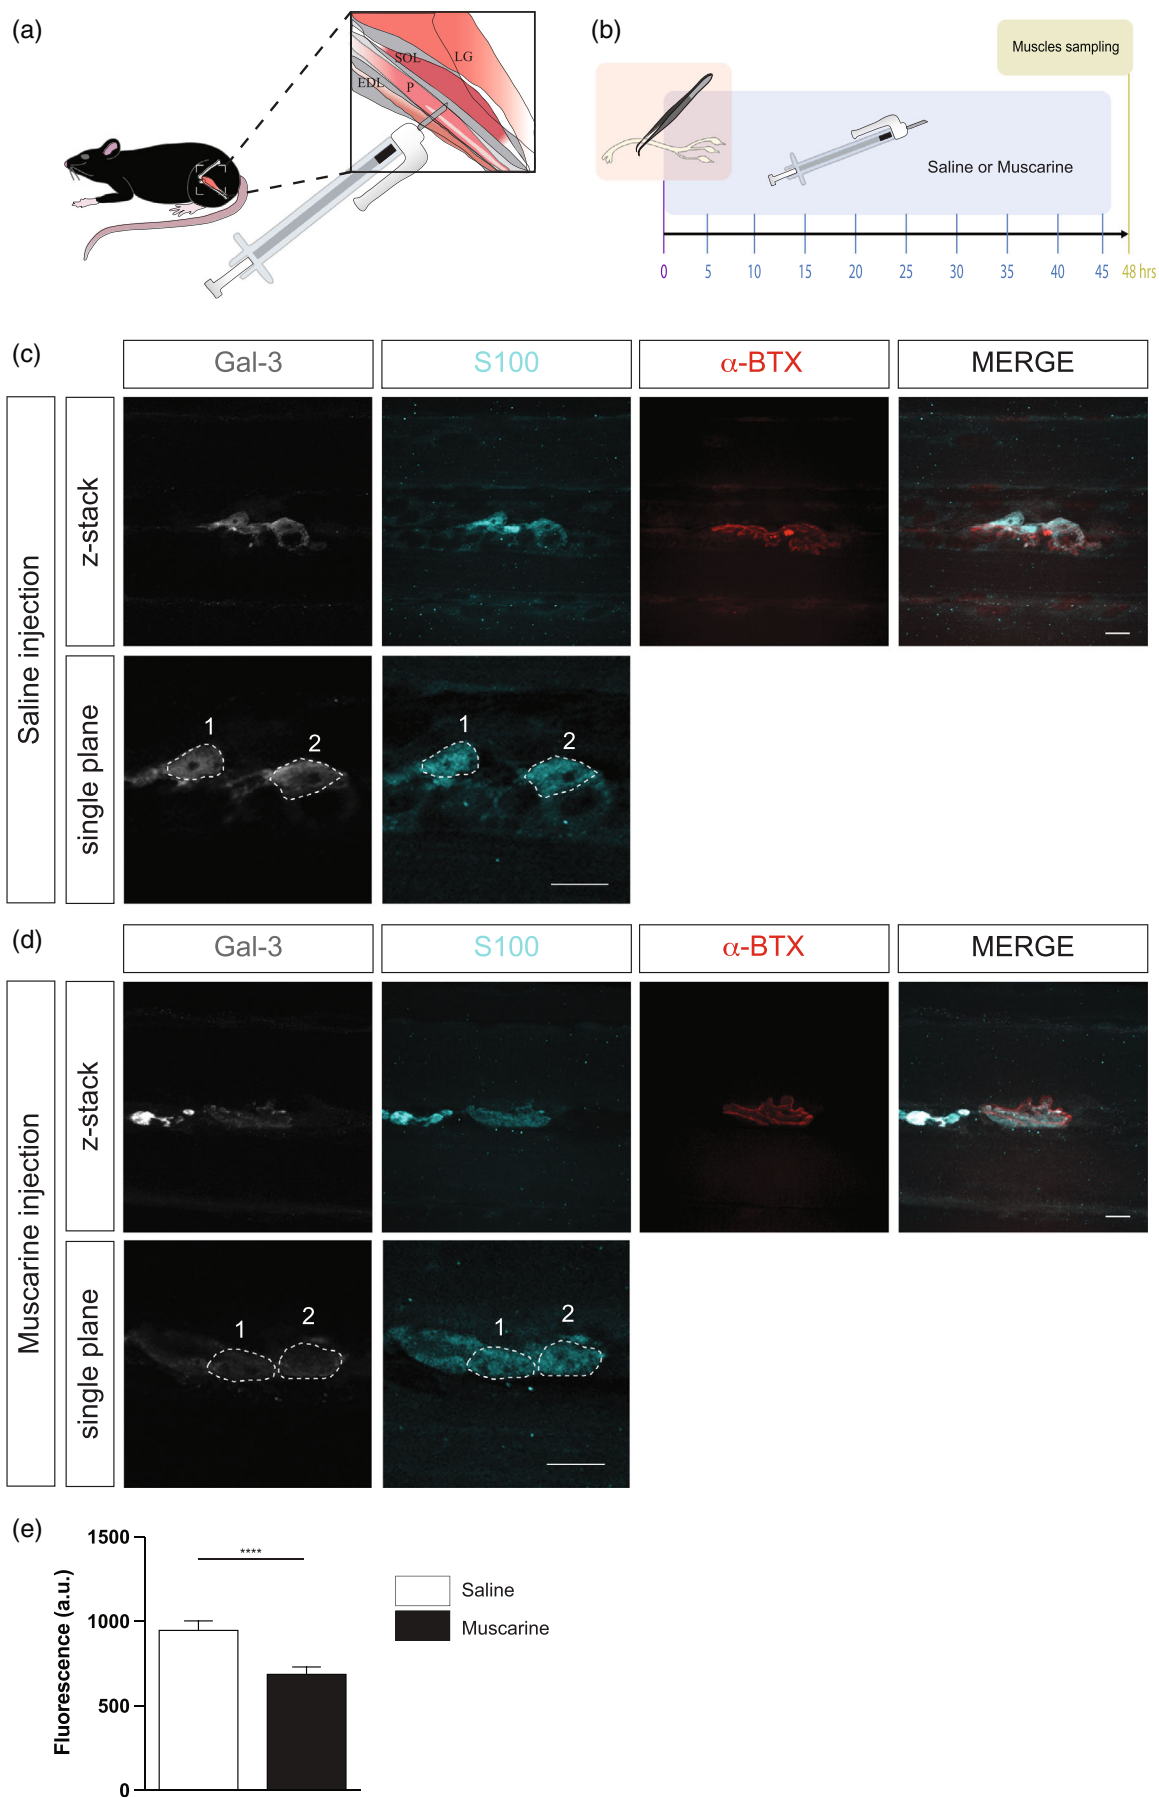 (a)
SOL
LG
EDL
P
(b)
Muscles sampling
Saline or Muscarine
0 5 10 15 20 25 30 35 40 45 48 hrs
(c)
Gal-3 S100 α-BTX MERGE
Saline injection
z-stack
single plane
1 2
1 2
(d)
Gal-3 S100 α-BTX MERGE
Muscarine injection
z-stack
single plane
1 2
1 2
(e)
Fluorescence (a.u.)
1500
1000
500
0
****
Saline
Muscarine